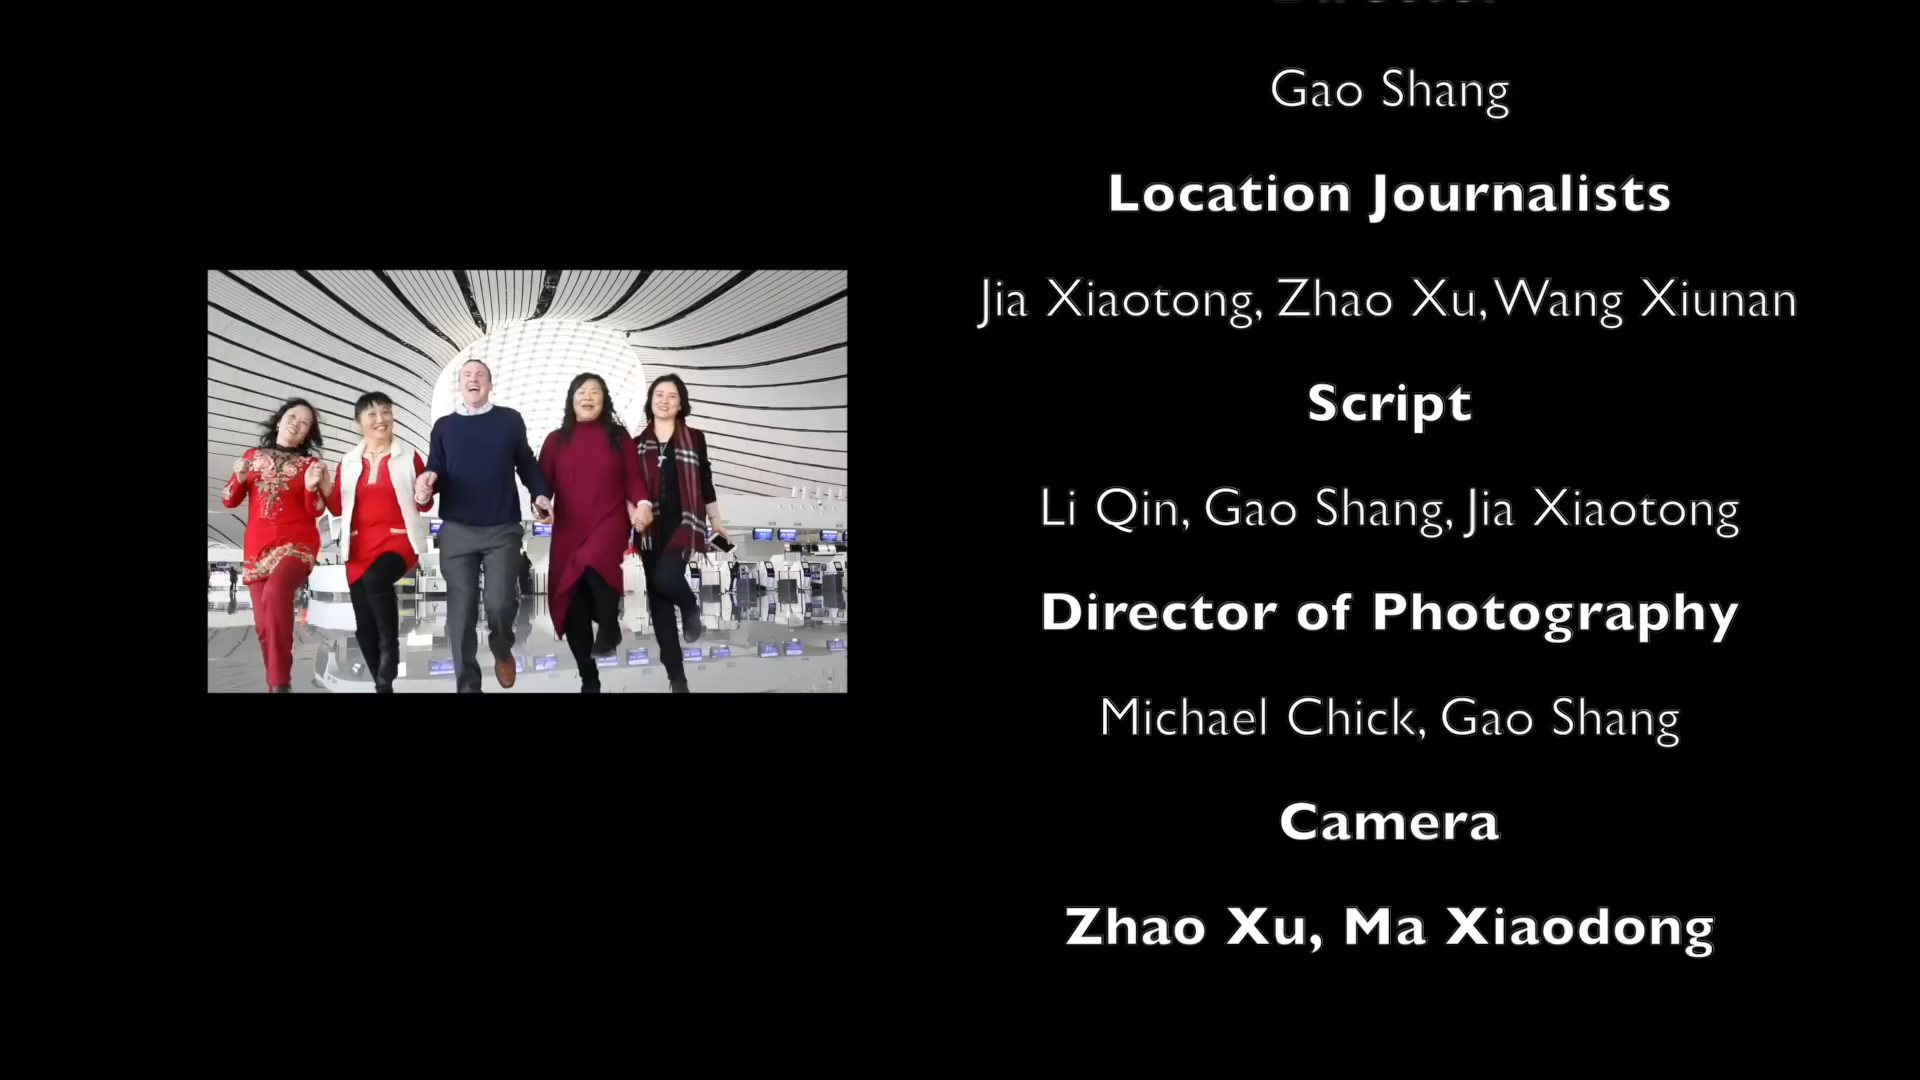 Gao Shang
Location Journalists
Jia Xiaotong, Zhao Xu, Wang Xiunan
Script
Li Qin, Gao Shang, Jia Xiaotong
Director of Photography
Michael Chick, Gao Shang
Camera
Zhao Xu, Ma Xiaodong